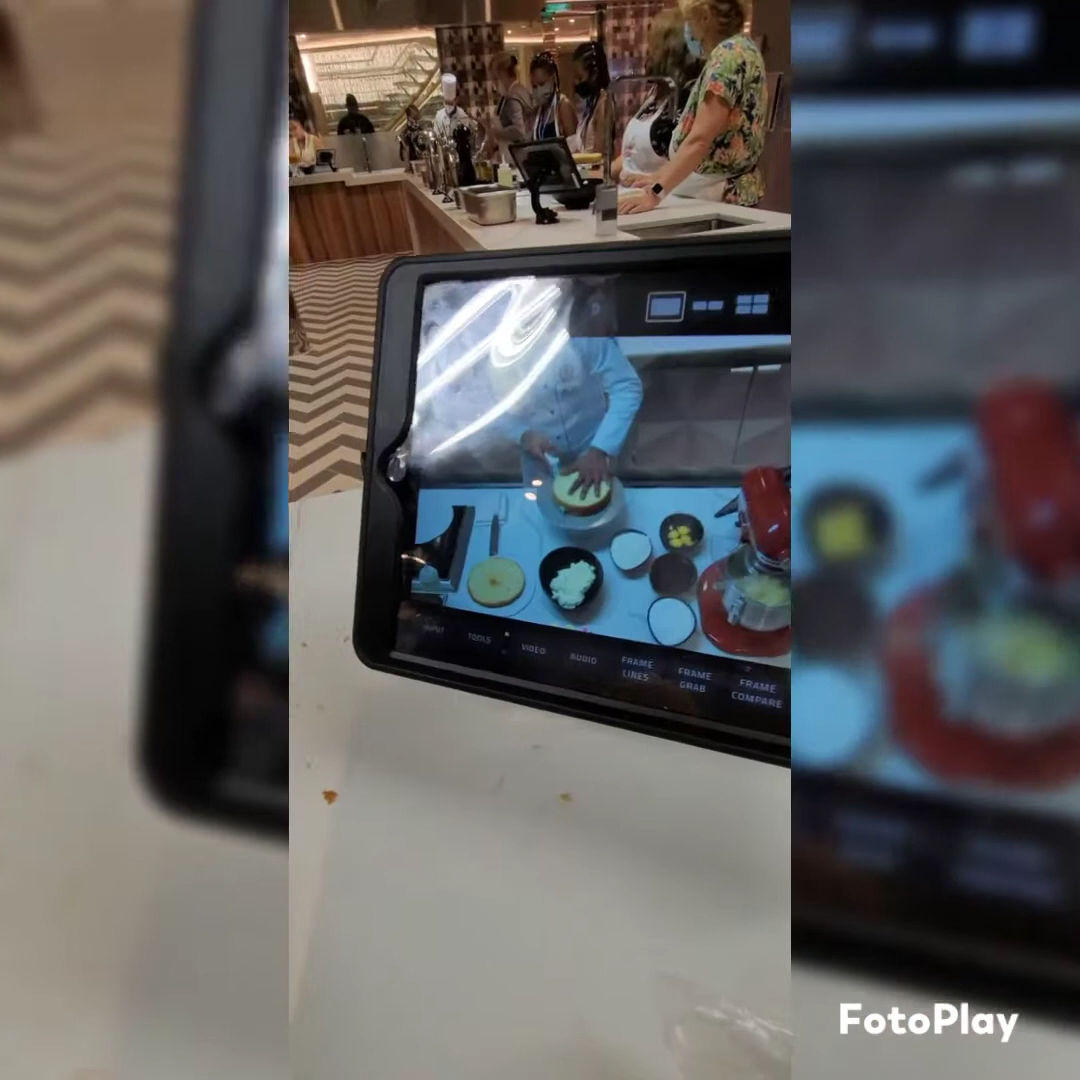 INPUT
TOOLS
VIDEO
AUDIO
FRAME
LINES
FRAME
GRAB
FRAME
COMPARE
FotoPlay